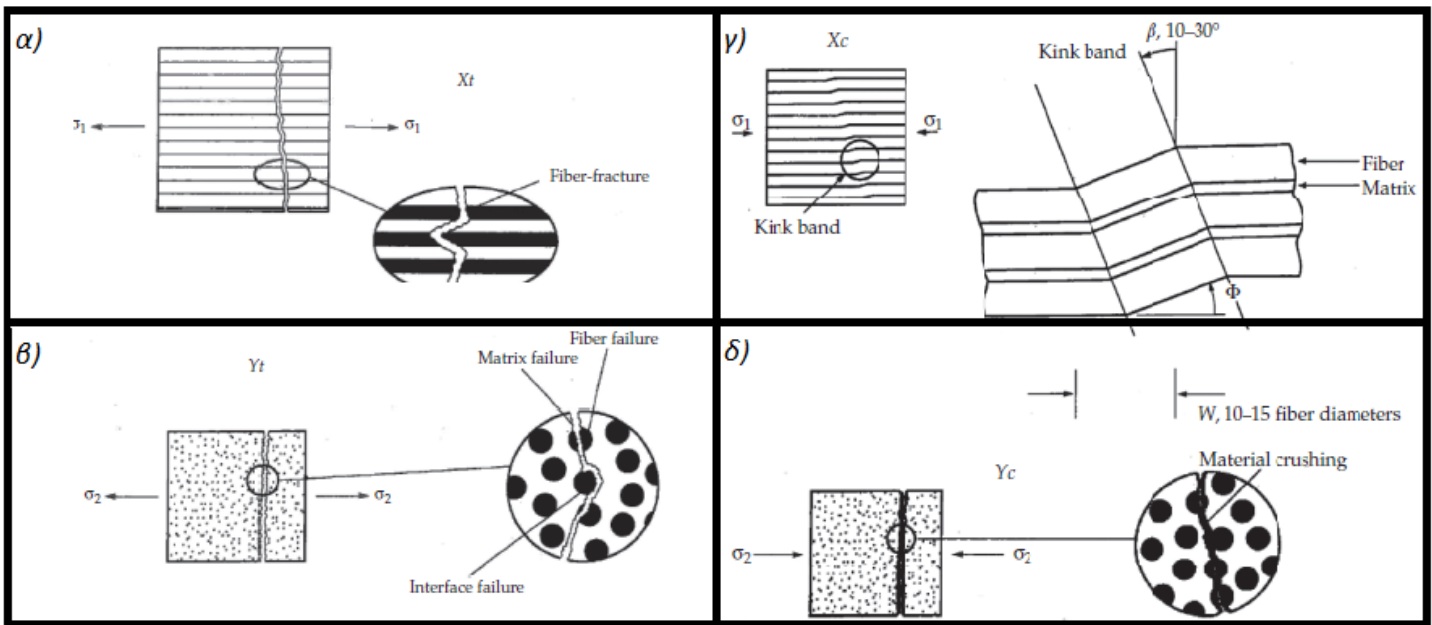 α)
Xt
σ1
σ1
Fiber-fracture
γ)
Xc
Kink band
β, 10–30°
σ1
σ1
Fiber
Matrix
Kink band
Φ
β)
Yt
Matrix failure
Fiber failure
σ2
σ2
Interface failure
δ)
W, 10–15 fiber diameters
Yc
Material crushing
σ2
σ2